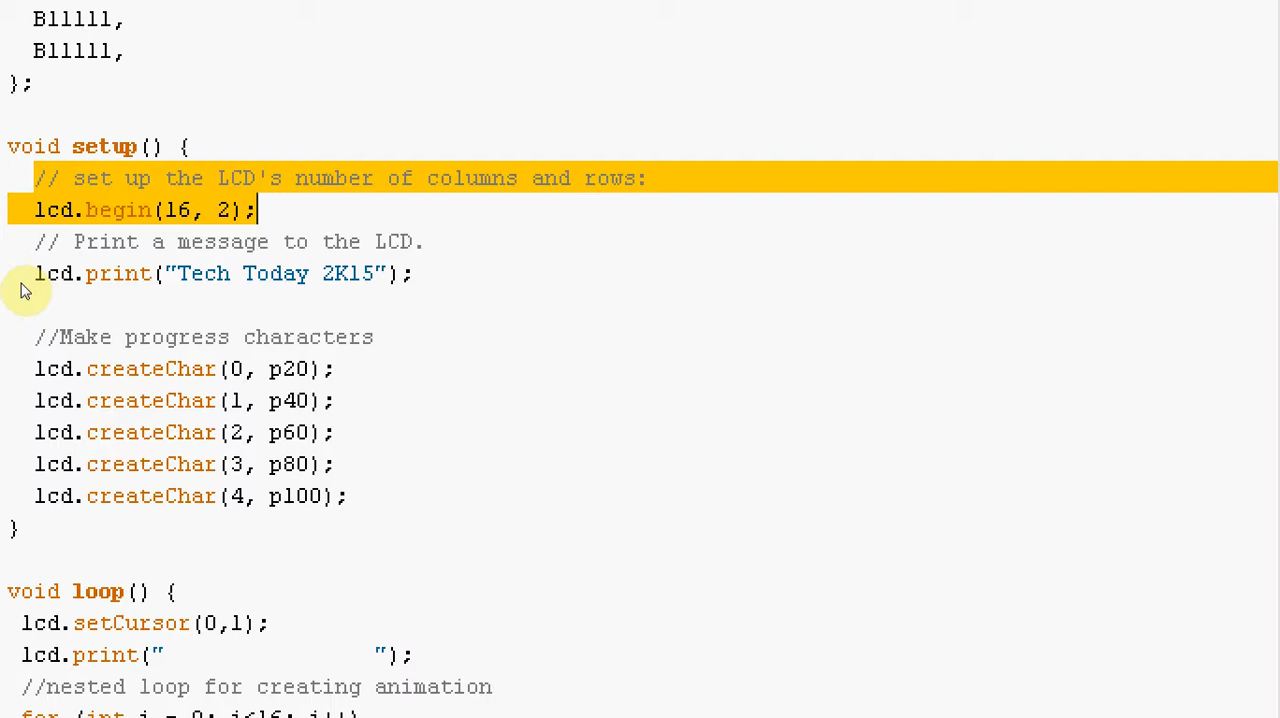 B11111,
B11111,
};
void setup() {
// set up the LCD's number of columns and rows:
lcd.begin(16, 2);
// Print a message to the LCD.
lcd.print("Tech Today 2K15");
//Make progress characters
lcd.createChar(0, p20);
lcd.createChar(1, p40);
lcd.createChar(2, p60);
lcd.createChar(3, p80);
lcd.createChar(4, p100);
}
void loop() {
lcd.setCursor(0,1);
lcd.print("                ");
//nested loop for creating animation
for (int i = 0; i<16; i++)